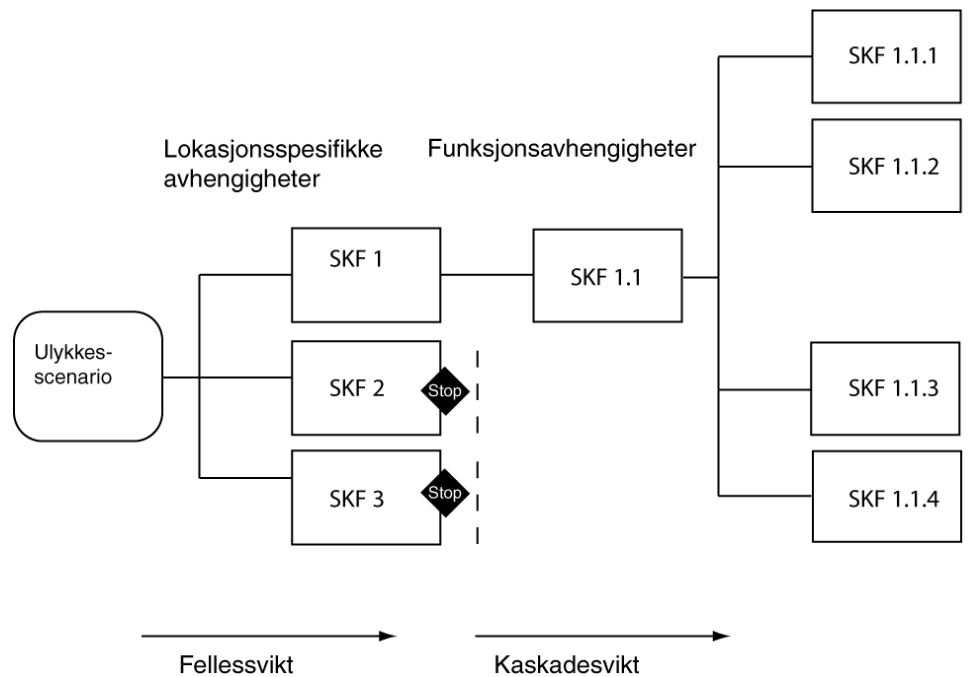 SKF 1.1.1
SKF 1.1.2
Lokasjonsspesifikke
avhengigheter
Funksjonsavhengigheter
SKF 1
SKF 1.1
Ulykkes-
scenario
SKF 2
Stop
SKF 1.1.3
SKF 3
Stop
SKF 1.1.4
Fellessvikt
Kaskadesvikt